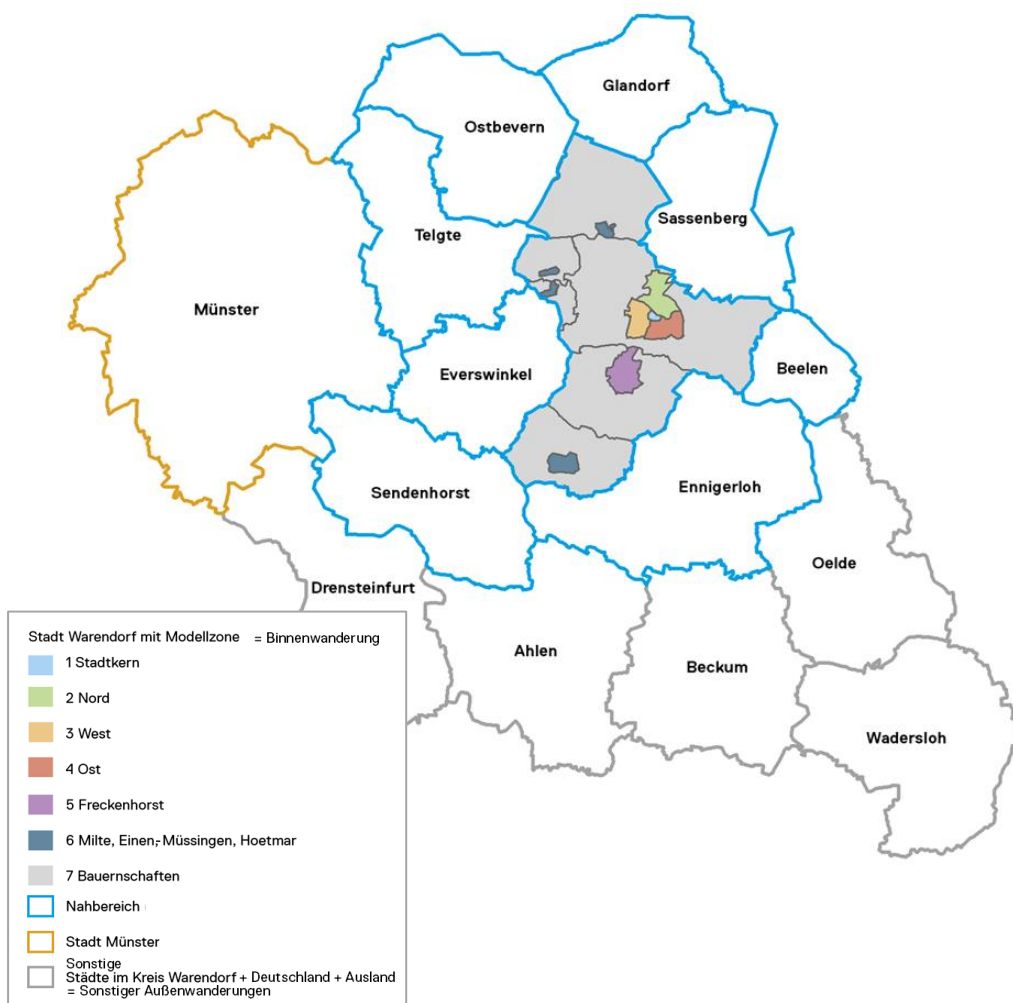 Glandorf
Ostbevern
Sassenberg
Telgte
Münster
Everswinkel
Beelen
Sendenhorst
Ennigerloh
Oelde
Drensteinfurt
Ahlen
Beckum
Wadersloh
Stadt Warendorf mit Modellzone = Binnenwanderung
1 Stadtkern
2 Nord
3 West
4 Ost
5 Freckenhorst
6 Milte, Einen,-Müssingen, Hoetmar
7 Bauernschaften
Nahbereich
Stadt Münster
Sonstige
Städte im Kreis Warendorf + Deutschland + Ausland
= Sonstiger Außenwanderungen